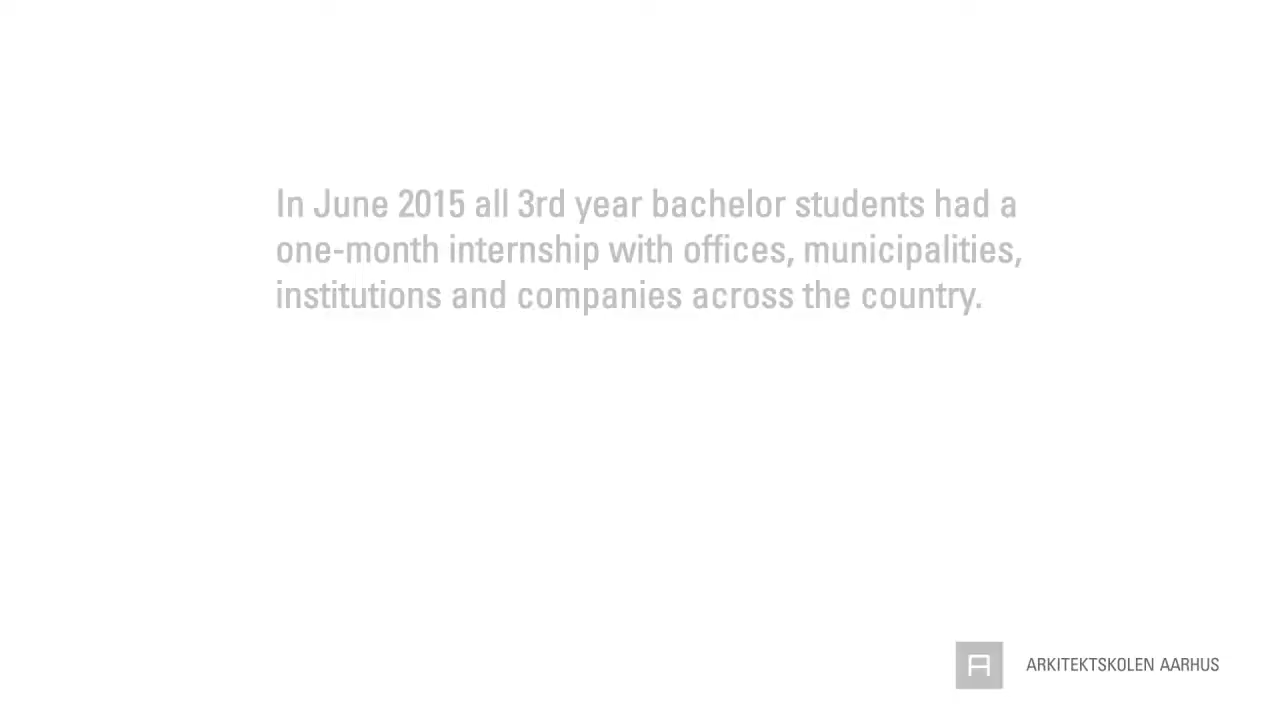 In June 2015 all 3rd year bachelor students had a
one-month internship with offices, municipalities,
institutions and companies across the country.
A ARKITEKTSKOLEN AARHUS